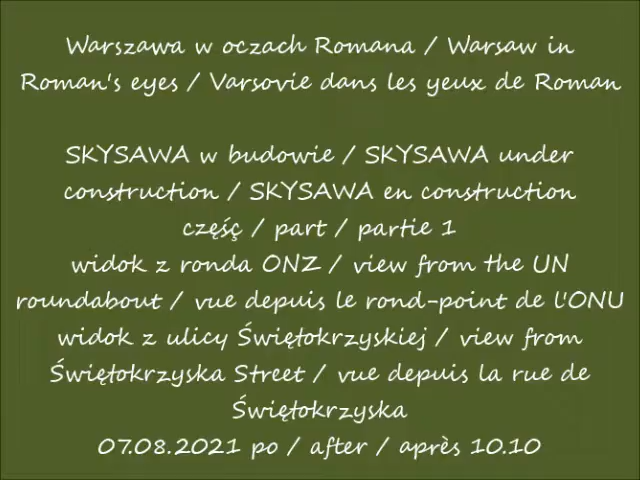 Warszawa w oczach Romana / Warsaw in
Roman's eyes / Varsovie dans les yeux de Roman
SKYSAWA w budowie / SKYSAWA under
construction / SKYSAWA en construction
częśç / part / partie 1
widok z ronda ONZ / view from the UN
roundabout / vue depuis le rond-point de l'ONU
widok z ulicy Świętokrzyskiej / view from
Świętokrzyska Street / vue depuis la rue de
Świętokrzyska
07.08.2021 po / after / après 10.10